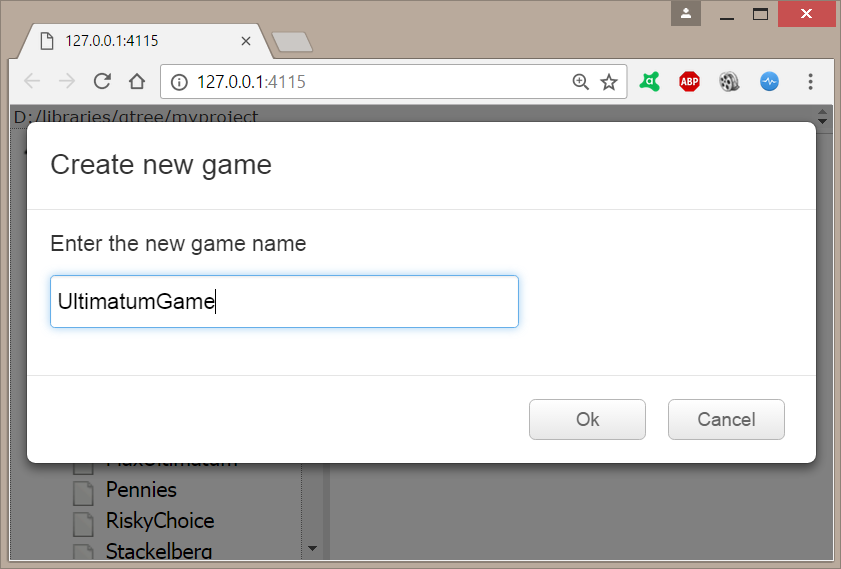 127.0.0.1:4115
127.0.0.1:4115
ABP
D:/libraries/gtree/myproject
Create new game
Enter the new game name
UltimatumGame
Ok
Cancel
MaxUltimatum
Pennies
RiskyChoice
Stackelberg